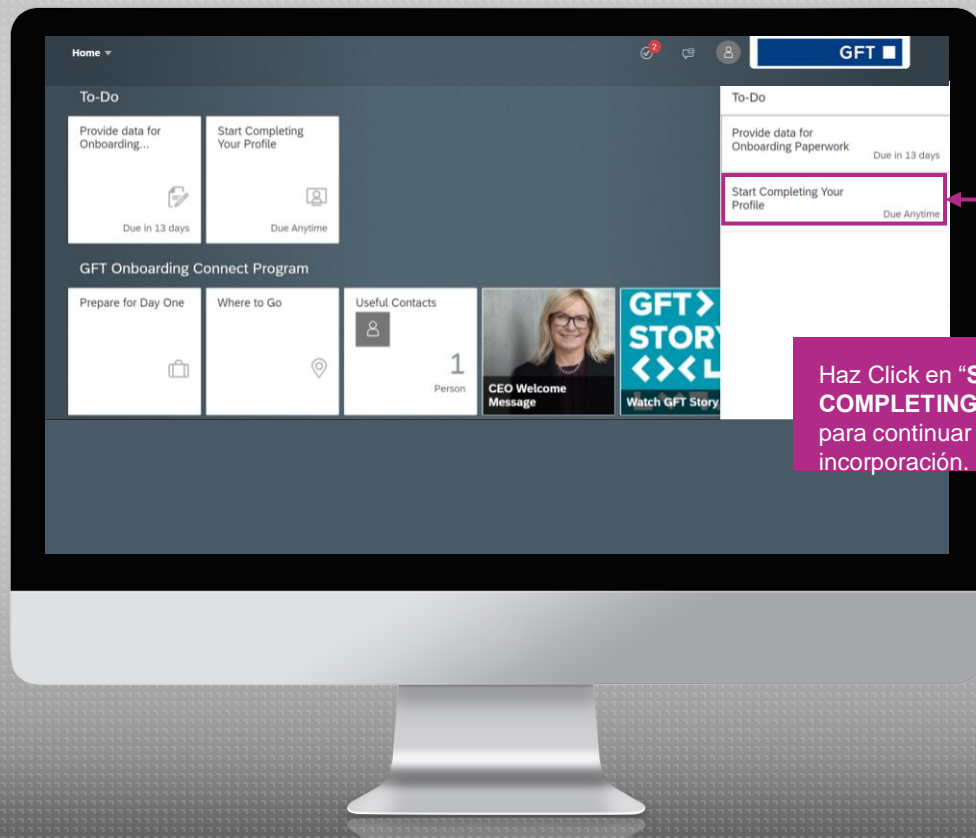 Home
2
GFT
To-Do
Provide data for
Onboarding...
Due in 13 days
Start Completing
Your Profile
Due Anytime
To-Do
Provide data for
Onboarding Paperwork
Due in 13 days
Start Completing Your
Profile
Due Anytime
GFT Onboarding Connect Program
Prepare for Day One
Where to Go
Useful Contacts
1
Person
CEO Welcome
Message
GFT
STOR
Watch GFT Story
Haz Click en “S
COMPLETING
para continuar
incorporación.